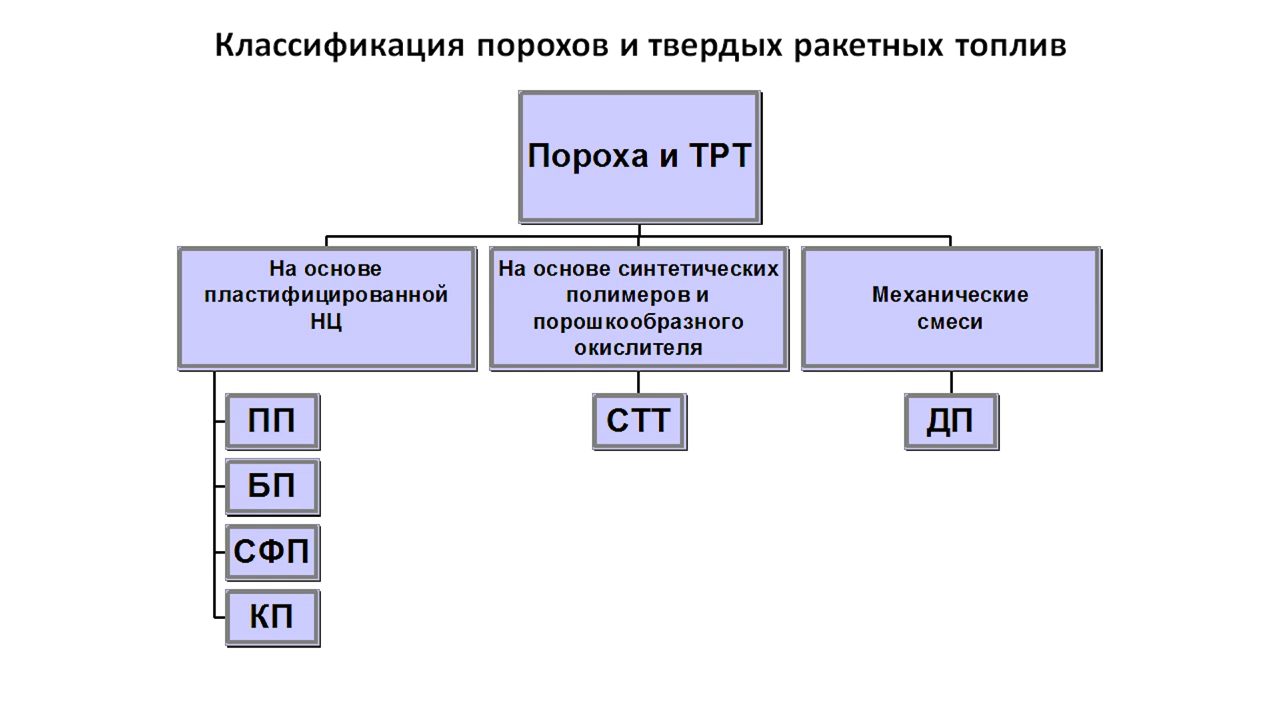 Классификация порохов и твердых ракетных топлив
Пороха и ТРТ
На основе
пластифицированной
НЦ
На основе синтетических
полимеров и
порошкообразного
окислителя
Механические
смеси
ПП
БП
СФП
КП
СТТ
ДП